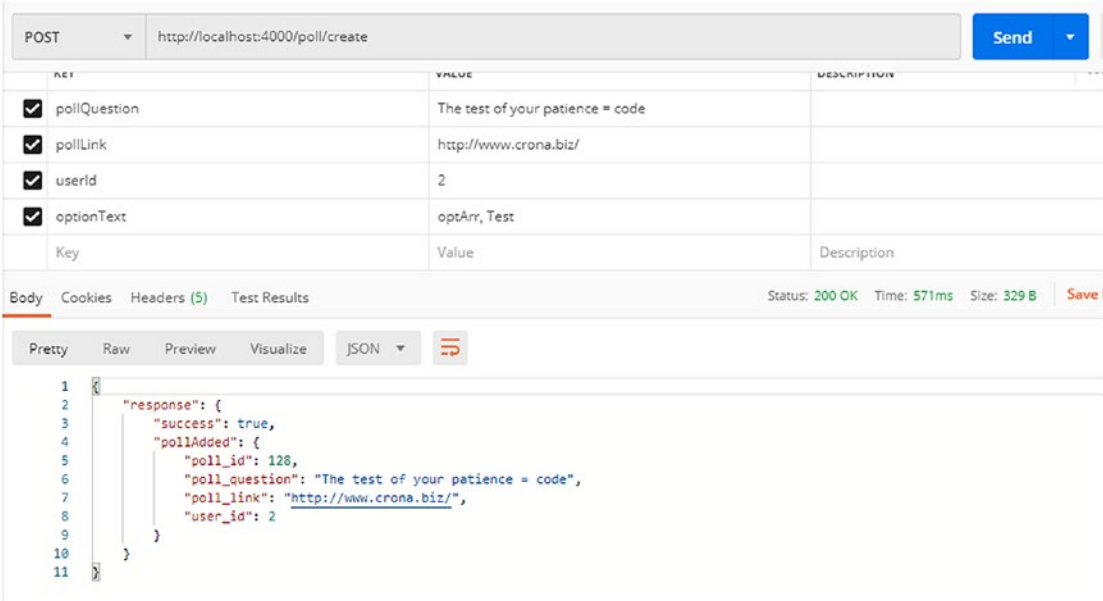 POST http://localhost:4000/poll/create Send
KEY VALUE DESCRIPTION
pollQuestion The test of your patience = code
pollLink http://www.crona.biz/
userId 2
optionText optArr, Test
Key Value Description
Body Cookies Headers (5) Test Results Status: 200 OK Time: 571ms Size: 329 B Save
Pretty Raw Preview Visualize JSON
1 {
2 "response": {
3 "success": true,
4 "pollAdded": {
5 "poll_id": 128,
6 "poll_question": "The test of your patience = code",
7 "poll_link": "http://www.crona.biz/",
8 "user_id": 2
9 }
10 }
11 }